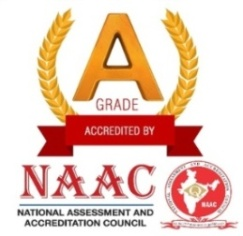 A
GRADE
ACCREDITED BY
NAAC
NATIONAL ASSESSMENT AND
ACCREDITATION COUNCIL
NAAC